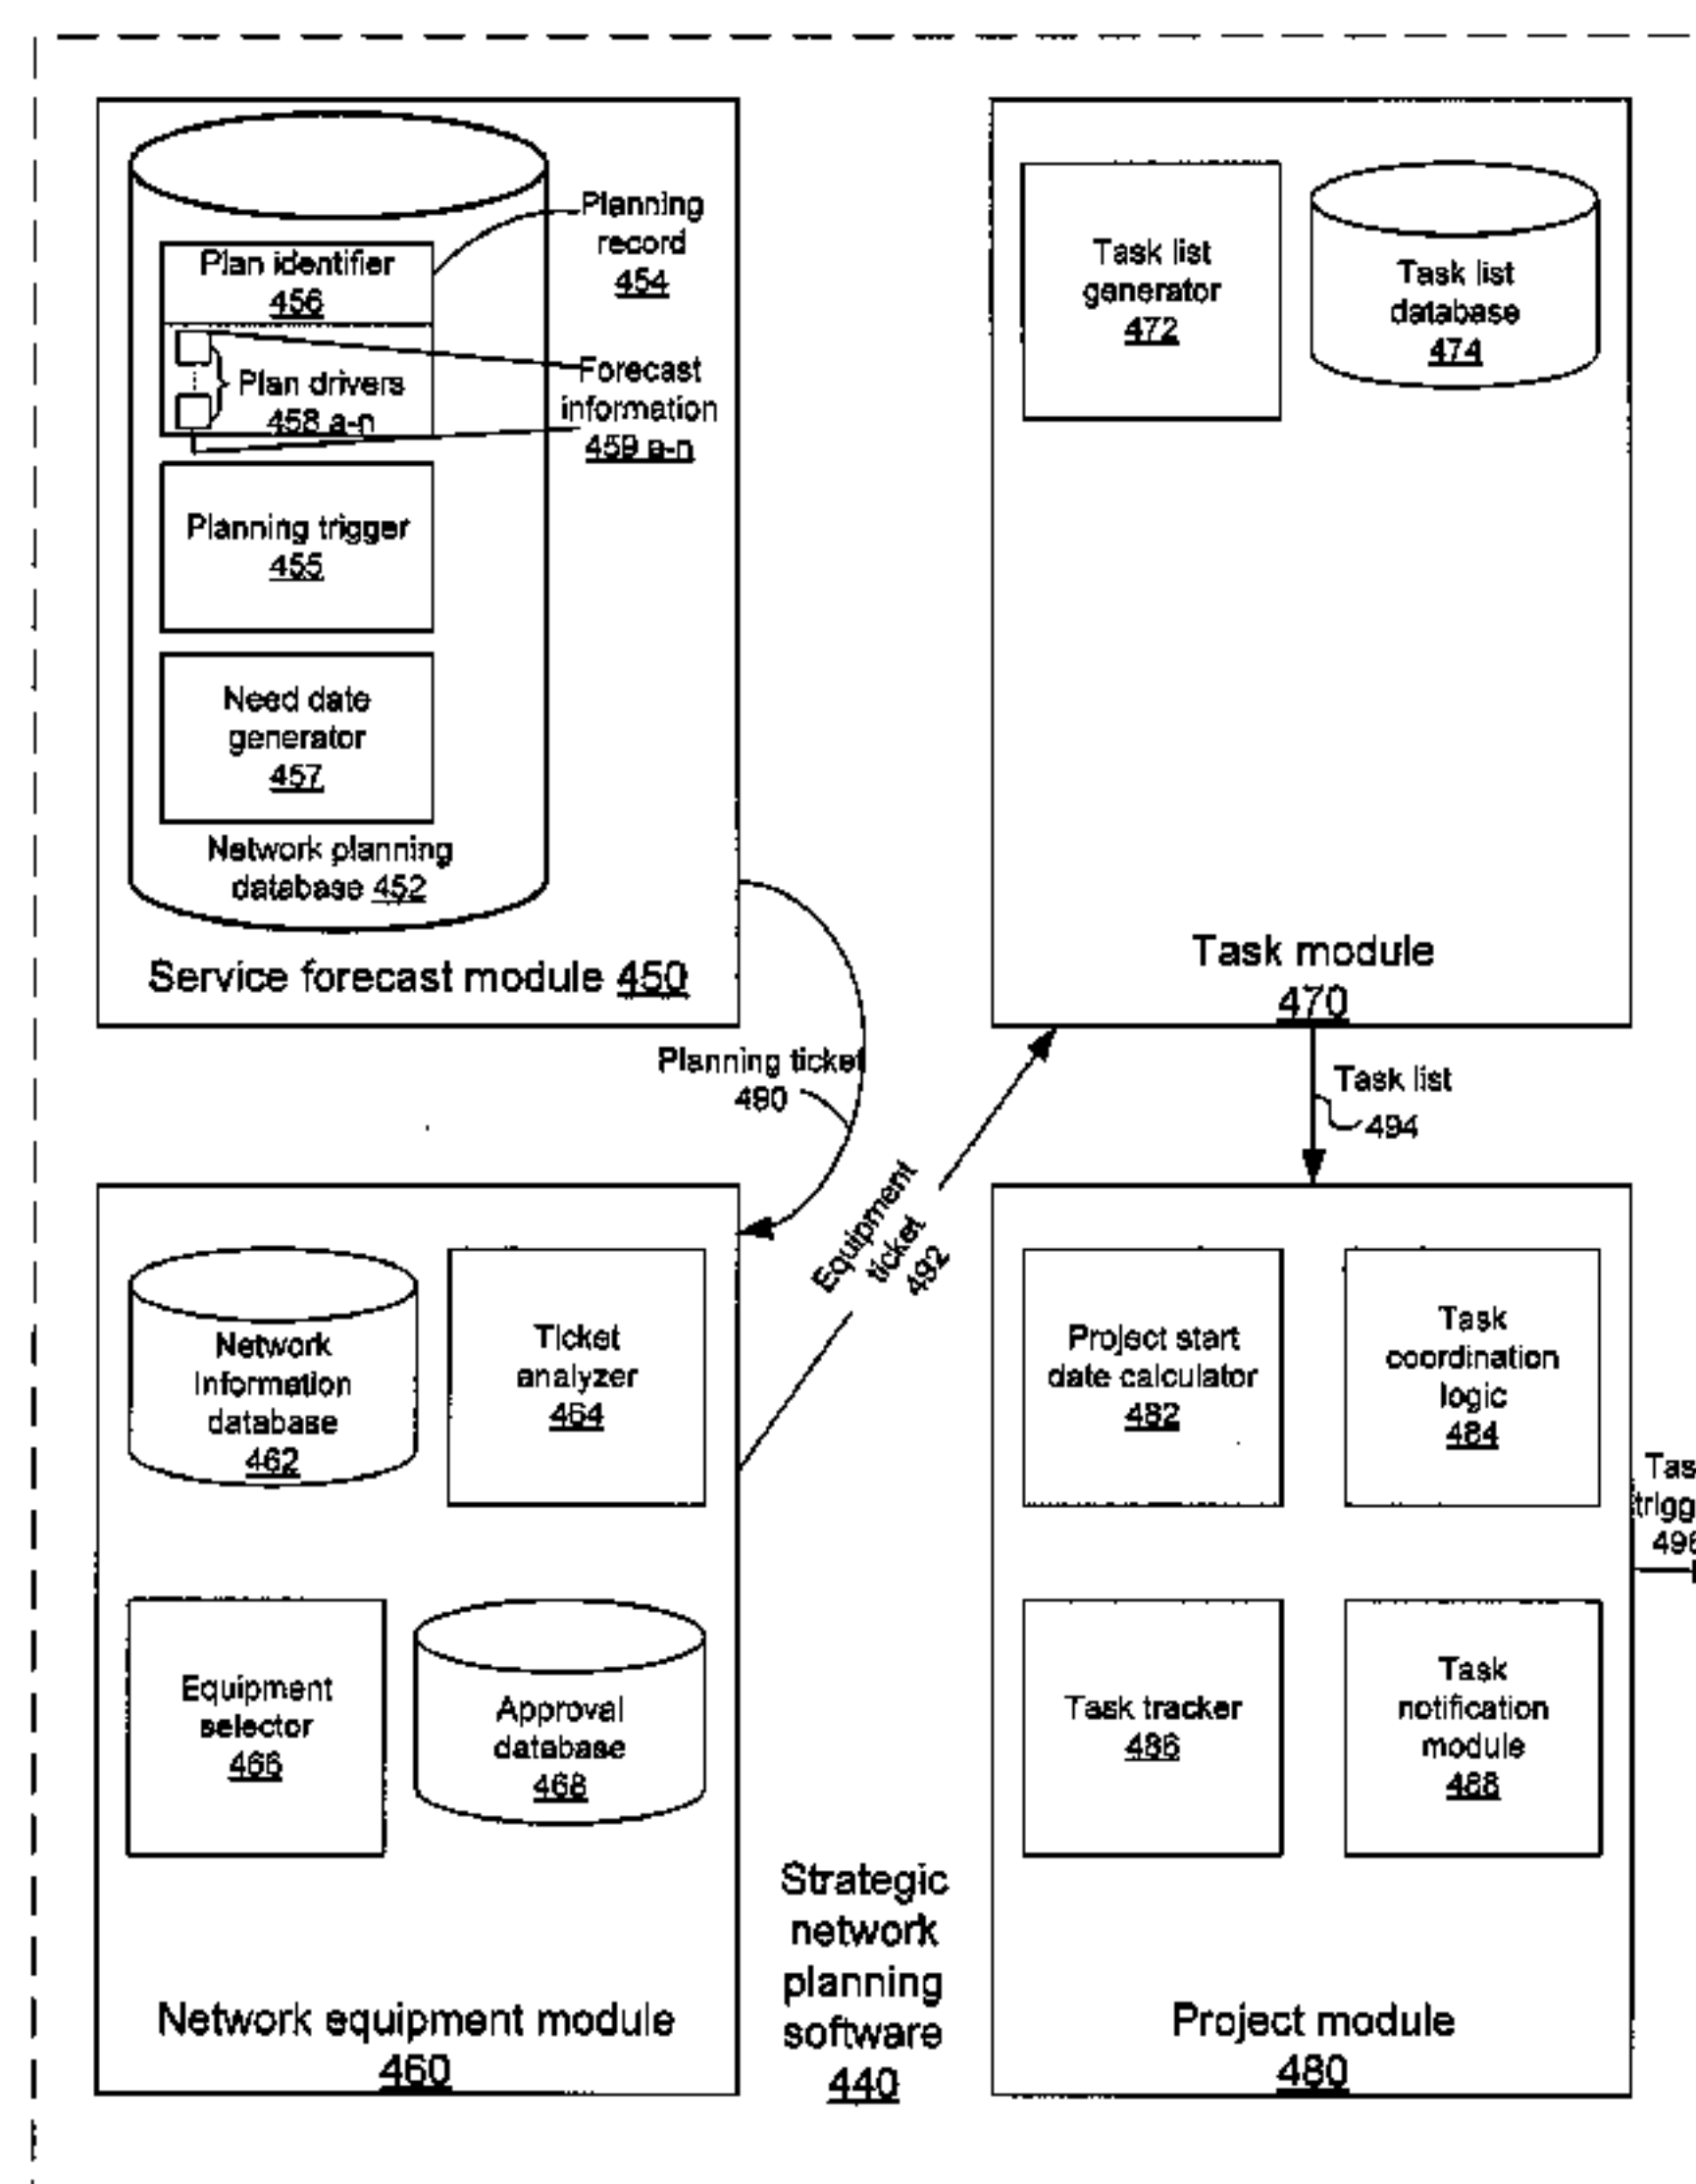 Planning
record
454
Plan identifier
456
Plan drivers
458 a-n
Forecast
information
459 a-n
Planning trigger
455
Need date
generator
457
Network planning
database 452
Service forecast module 450
Task list
generator
472
Task list
database
474
Task module
470
Planning ticket
490
Equipment
ticket
492
Task list
494
Network
Information
database
462
Ticket
analyzer
464
Equipment
selector
466
Approval
database
468
Network equipment module
460
Strategic
network
planning
software
440
Project start
date calculator
482
Task
coordination
logic
484
Task tracker
486
Task
notification
module
488
Project module
480
Tas
trigg
496